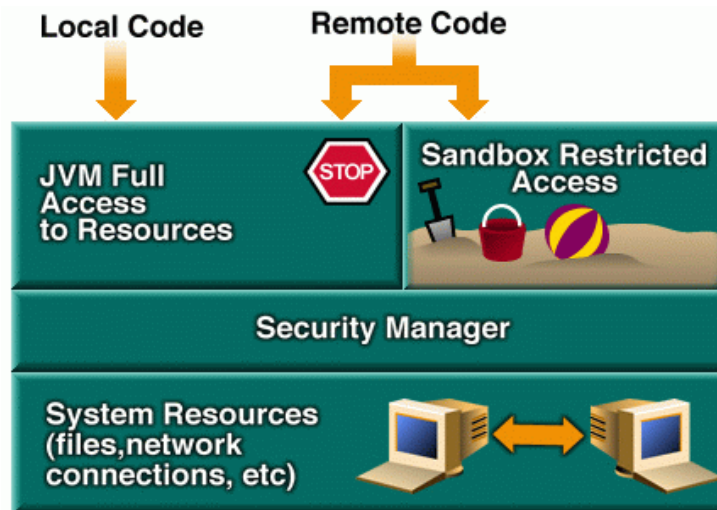 Local Code
Remote Code
JVM Full
Access
to Resources
STOP
Sandbox Restricted
Access
Security Manager
System Resources
(files,network
connections, etc)